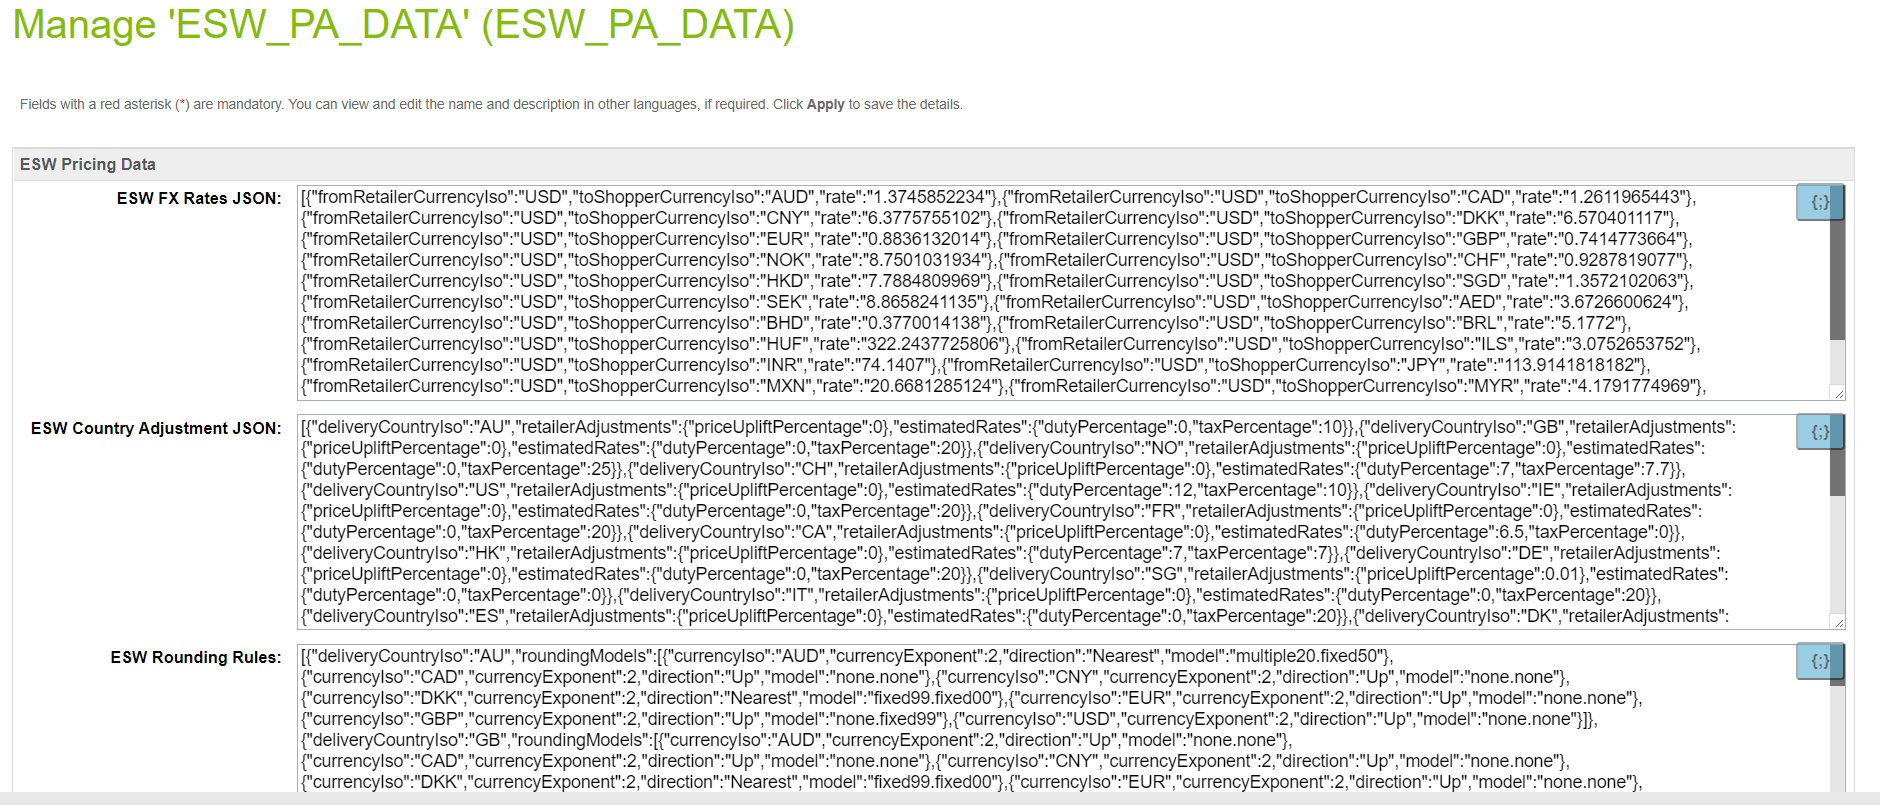 Manage 'ESW_PA_DATA' (ESW_PA_DATA)
Fields with a red asterisk (*) are mandatory. You can view and edit the name and description in other languages, if required. Click Apply to save the details.
ESW Pricing Data
ESW FX Rates JSON:
[{"fromRetailerCurrencyIso":"USD","toShopperCurrencyIso":"AUD","rate":"1.3745852234"},{"fromRetailerCurrencyIso":"USD","toShopperCurrencyIso":"CAD","rate":"1.2611965443"},
{"fromRetailerCurrencyIso":"USD","toShopperCurrencyIso":"CNY","rate":"6.3775755102"},{"fromRetailerCurrencyIso":"USD","toShopperCurrencyIso":"DKK","rate":"6.570401117"},
{"fromRetailerCurrencyIso":"USD","toShopperCurrencyIso":"EUR","rate":"0.8836132014"},{"fromRetailerCurrencyIso":"USD","toShopperCurrencyIso":"GBP","rate":"0.7414773664"},
{"fromRetailerCurrencyIso":"USD","toShopperCurrencyIso":"NOK","rate":"8.7501031934"},{"fromRetailerCurrencyIso":"USD","toShopperCurrencyIso":"CHF","rate":"0.9287819077"},
{"fromRetailerCurrencyIso":"USD","toShopperCurrencyIso":"HKD","rate":"7.7884809969"},{"fromRetailerCurrencyIso":"USD","toShopperCurrencyIso":"SGD","rate":"1.3572102063"},
{"fromRetailerCurrencyIso":"USD","toShopperCurrencyIso":"SEK","rate":"8.8658241135"},{"fromRetailerCurrencyIso":"USD","toShopperCurrencyIso":"AED","rate":"3.6726600624"},
{"fromRetailerCurrencyIso":"USD","toShopperCurrencyIso":"BHD","rate":"0.3770014138"},{"fromRetailerCurrencyIso":"USD","toShopperCurrencyIso":"BRL","rate":"5.1772"},
{"fromRetailerCurrencyIso":"USD","toShopperCurrencyIso":"HUF","rate":"322.2437725806"},{"fromRetailerCurrencyIso":"USD","toShopperCurrencyIso":"ILS","rate":"3.0752653752"},
{"fromRetailerCurrencyIso":"USD","toShopperCurrencyIso":"INR","rate":"74.1407"},{"fromRetailerCurrencyIso":"USD","toShopperCurrencyIso":"JPY","rate":"113.9141818182"},
{"fromRetailerCurrencyIso":"USD","toShopperCurrencyIso":"MXN","rate":"20.6681285124"},{"fromRetailerCurrencyIso":"USD","toShopperCurrencyIso":"MYR","rate":"4.1791774969"},
{;}
ESW Country Adjustment JSON:
[{"deliveryCountryIso":"AU","retailerAdjustments":{"priceUpliftPercentage":0},"estimatedRates":{"dutyPercentage":0,"taxPercentage":10}},{"deliveryCountryIso":"GB","retailerAdjustments":
{"priceUpliftPercentage":0},"estimatedRates":{"dutyPercentage":0,"taxPercentage":20}},{"deliveryCountryIso":"NO","retailerAdjustments":{"priceUpliftPercentage":0},"estimatedRates":
{"dutyPercentage":0,"taxPercentage":25}},{"deliveryCountryIso":"CH","retailerAdjustments":{"priceUpliftPercentage":0},"estimatedRates":{"dutyPercentage":7,"taxPercentage":7.7}},
{"deliveryCountryIso":"US","retailerAdjustments":{"priceUpliftPercentage":0},"estimatedRates":{"dutyPercentage":12,"taxPercentage":10}},{"deliveryCountryIso":"IE","retailerAdjustments":
{"priceUpliftPercentage":0},"estimatedRates":{"dutyPercentage":0,"taxPercentage":20}},{"deliveryCountryIso":"FR","retailerAdjustments":{"priceUpliftPercentage":0},"estimatedRates":
{"dutyPercentage":0,"taxPercentage":20}},{"deliveryCountryIso":"CA","retailerAdjustments":{"priceUpliftPercentage":0},"estimatedRates":{"dutyPercentage":6.5,"taxPercentage":0}},
{"deliveryCountryIso":"HK","retailerAdjustments":{"priceUpliftPercentage":0},"estimatedRates":{"dutyPercentage":7,"taxPercentage":7}},{"deliveryCountryIso":"DE","retailerAdjustments":
{"priceUpliftPercentage":0},"estimatedRates":{"dutyPercentage":0,"taxPercentage":20}},{"deliveryCountryIso":"SG","retailerAdjustments":{"priceUpliftPercentage":0.01},"estimatedRates":
{"dutyPercentage":0,"taxPercentage":0}},{"deliveryCountryIso":"IT","retailerAdjustments":{"priceUpliftPercentage":0},"estimatedRates":{"dutyPercentage":0,"taxPercentage":20}},
{"deliveryCountryIso":"ES","retailerAdjustments":{"priceUpliftPercentage":0},"estimatedRates":{"dutyPercentage":0,"taxPercentage":20}},{"deliveryCountryIso":"DK","retailerAdjustments":
{;}
ESW Rounding Rules:
[{"deliveryCountryIso":"AU","roundingModels":[{"currencyIso":"AUD","currencyExponent":2,"direction":"Nearest","model":"multiple20.fixed50"},
{"currencyIso":"CAD","currencyExponent":2,"direction":"Up","model":"none.none"},{"currencyIso":"CNY","currencyExponent":2,"direction":"Up","model":"none.none"},
{"currencyIso":"DKK","currencyExponent":2,"direction":"Nearest","model":"fixed99.fixed00"},{"currencyIso":"EUR","currencyExponent":2,"direction":"Up","model":"none.none"},
{"currencyIso":"GBP","currencyExponent":2,"direction":"Up","model":"none.fixed99"},{"currencyIso":"USD","currencyExponent":2,"direction":"Up","model":"none.none"}]},
{"deliveryCountryIso":"GB","roundingModels":[{"currencyIso":"AUD","currencyExponent":2,"direction":"Up","model":"none.none"},
{"currencyIso":"CAD","currencyExponent":2,"direction":"Up","model":"none.none"},{"currencyIso":"CNY","currencyExponent":2,"direction":"Up","model":"none.none"},
{"currencyIso":"DKK","currencyExponent":2,"direction":"Nearest","model":"fixed99.fixed00"},{"currencyIso":"EUR","currencyExponent":2,"direction":"Up","model":"none.none"},
{;}